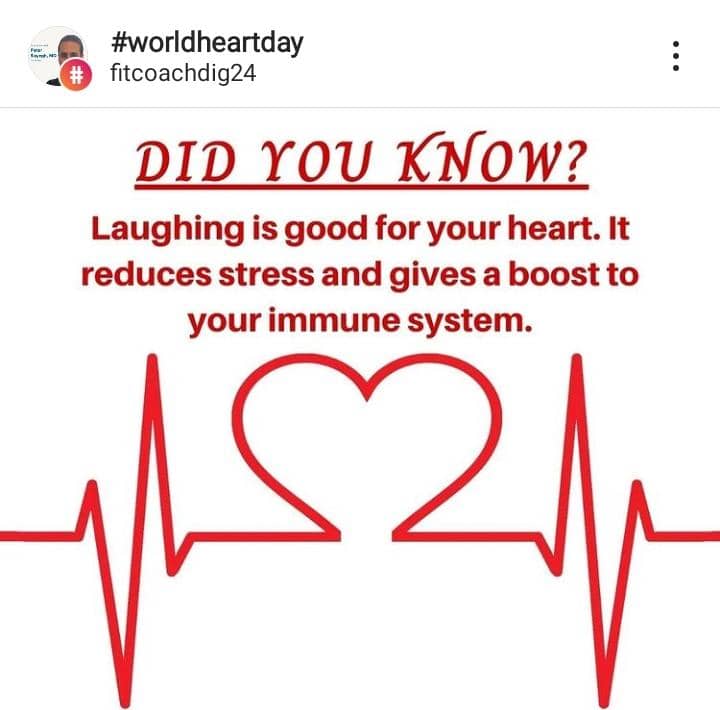 #worldheartday
fitcoachdig24
DID YOU KNOW?
Laughing is good for your heart. It
reduces stress and gives a boost to
your immune system.